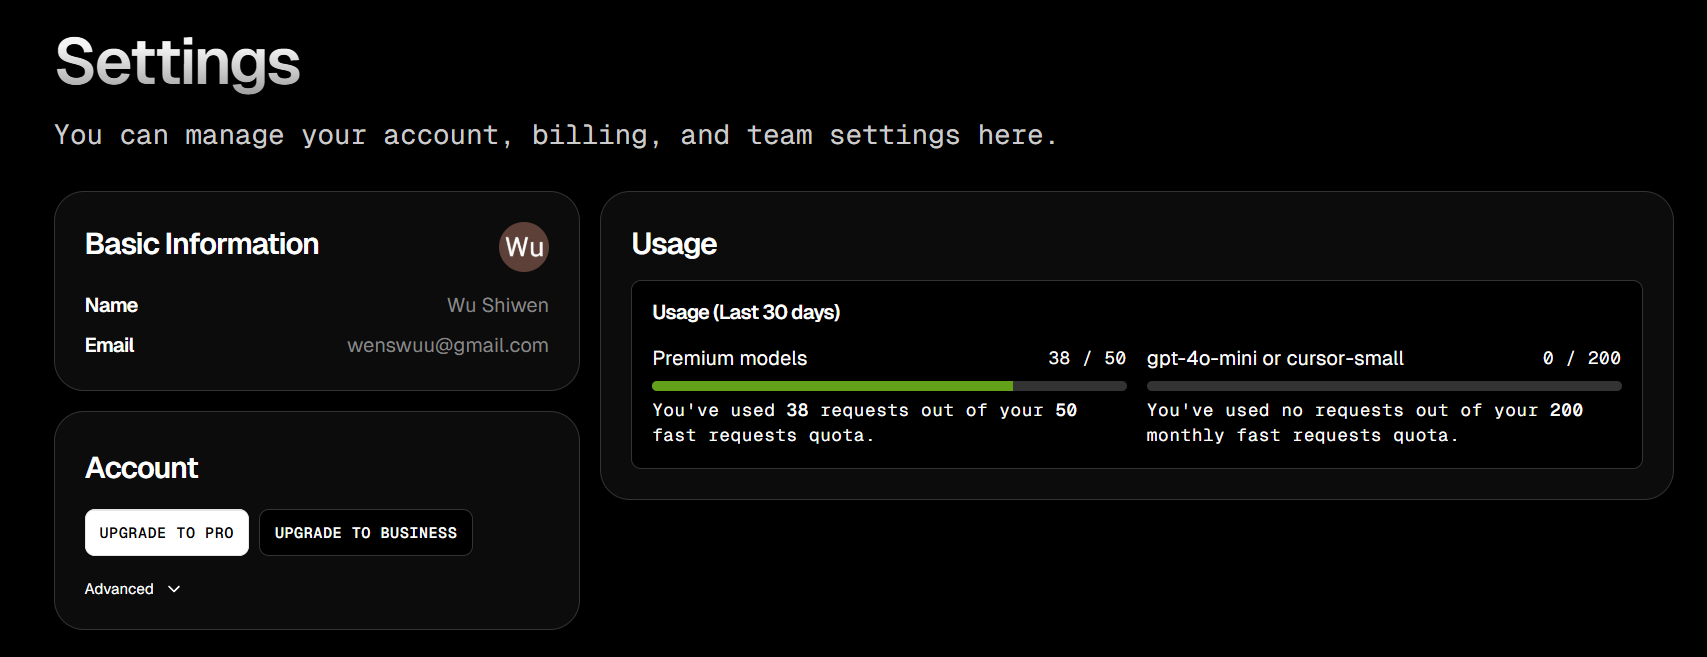 Settings
You can manage your account, billing, and team settings here.
Basic Information
Wu
Name
Wu Shiwen
Email
wenswuu@gmail.com
Account
UPGRADE TO PRO
UPGRADE TO BUSINESS
Advanced
Usage
Usage (Last 30 days)
Premium models
38 / 50
You've used 38 requests out of your 50
fast requests quota.
gpt-4o-mini or cursor-small
0 / 200
You've used no requests out of your 200
monthly fast requests quota.